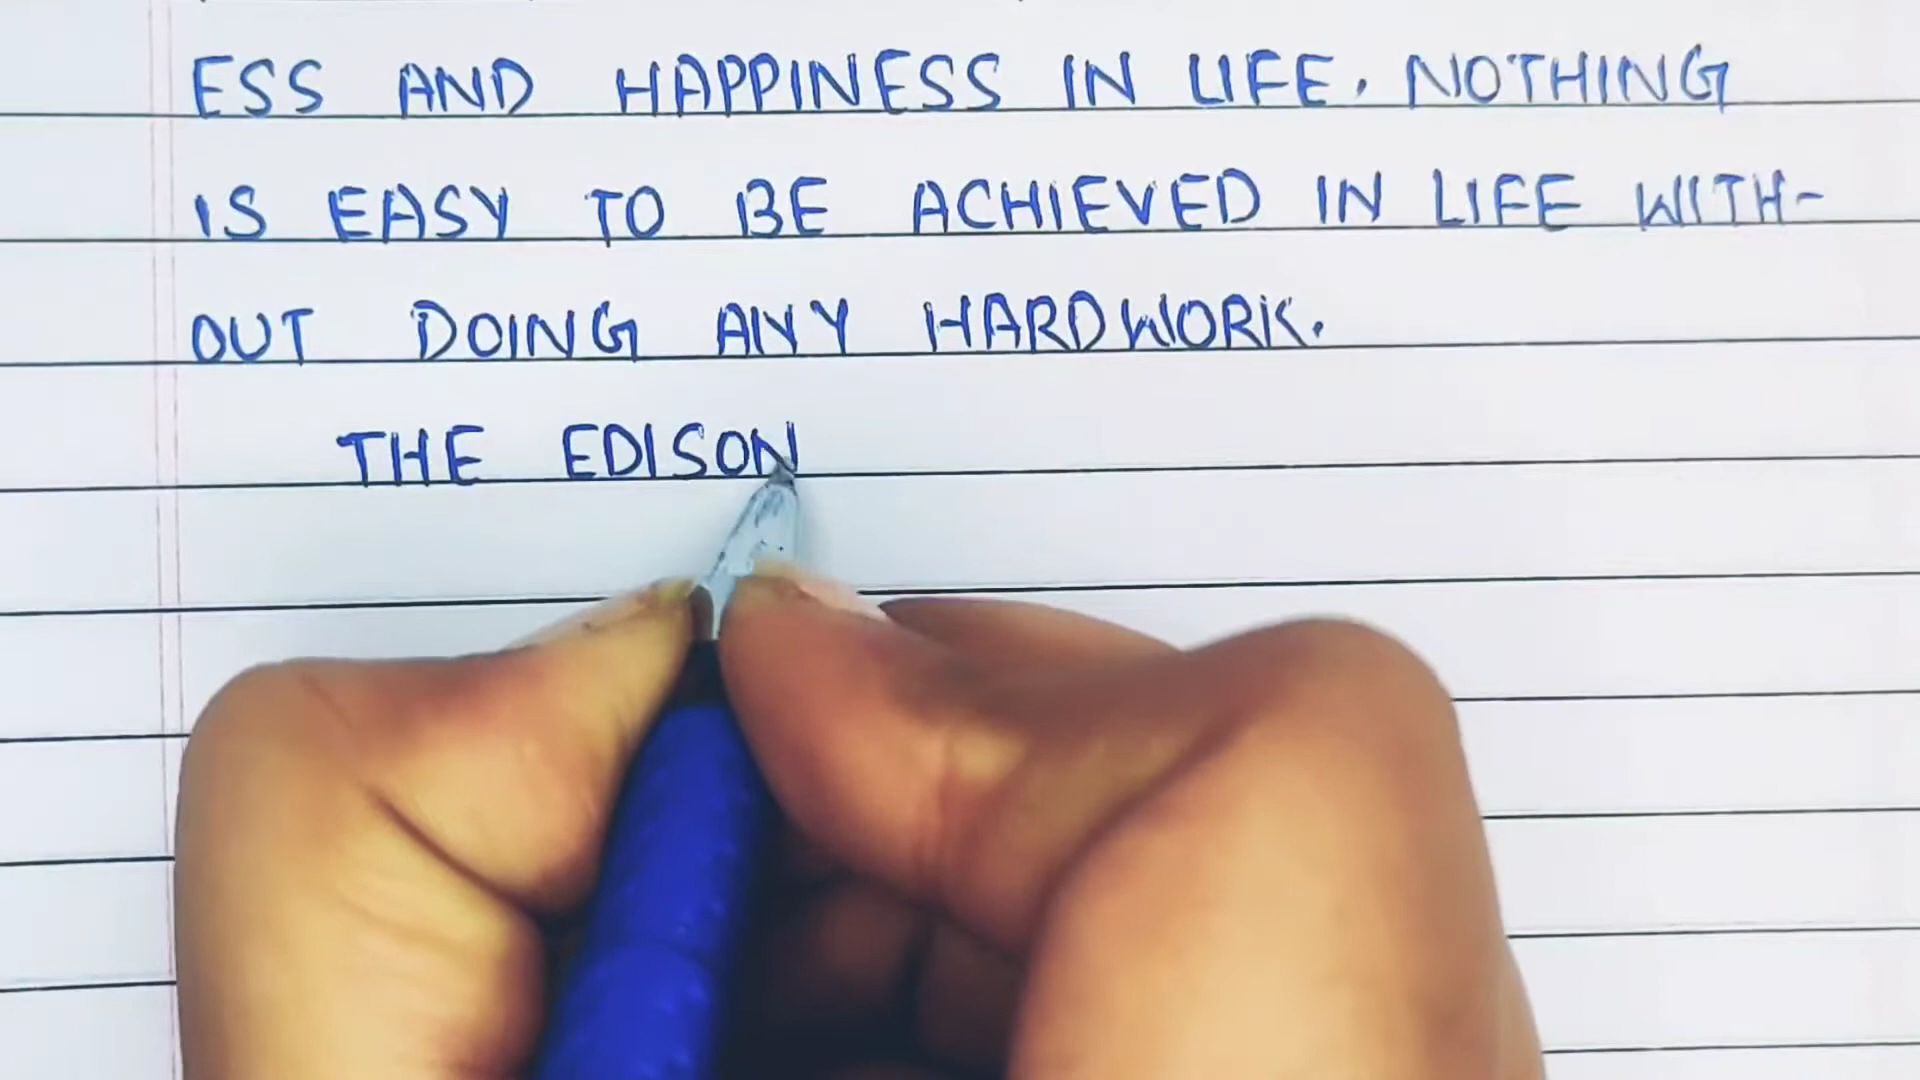 ESS AND HAPPINESS IN LIFE. NOTHING
IS EASY TO BE ACHIEVED IN LIFE WITH-
OUT DOING ANY HARDWORK.
THE EDISON